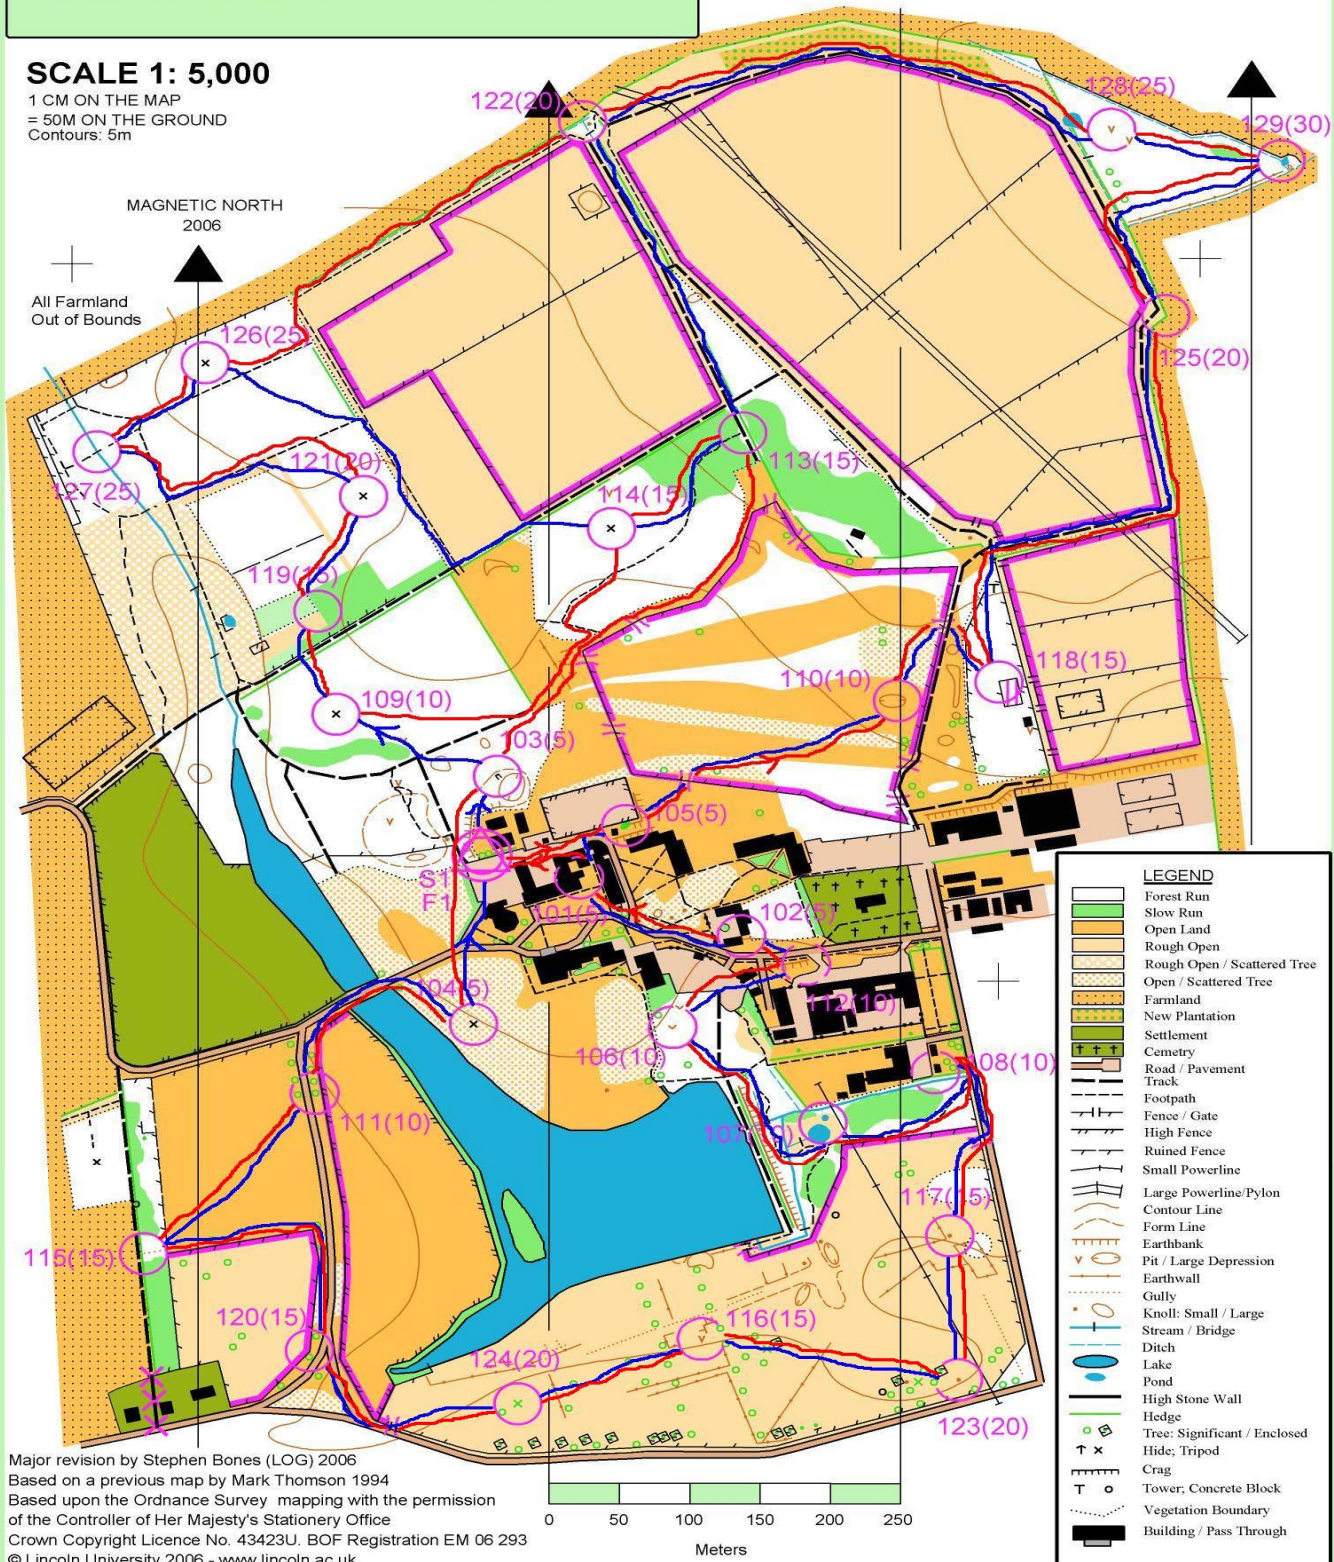 SCALE 1: 5,000
1 CM ON THE MAP
= 50M ON THE GROUND
Contours: 5m
MAGNETIC NORTH
2006
All Farmland
Out of Bounds
122(20)
128(25)
129(30)
126(25)
125(20)
127(25)
121(20)
113(15)
114(15)
119(15)
118(15)
110(10)
109(10)
103(5)
105(5)
S1
F1
101(5)
102(5)
104(5)
112(10)
106(10)
108(10)
111(10)
107(10)
117(15)
115(15)
120(15)
116(15)
124(20)
123(20)
LEGEND
Forest Run
Slow Run
Open Land
Rough Open
Rough Open / Scattered Tree
Open / Scattered Tree
Farmland
New Plantation
Settlement
Cemetry
Road / Pavement
Track
Footpath
Fence / Gate
High Fence
Ruined Fence
Small Powerline
Large Powerline/Pylon
Contour Line
Form Line
Earthbank
Pit / Large Depression
Earthwall
Gully
Knoll: Small / Large
Stream / Bridge
Ditch
Lake
Pond
High Stone Wall
Hedge
Tree: Significant / Enclosed
Hide; Tripod
Crag
Tower; Concrete Block
Vegetation Boundary
Building / Pass Through
Major revision by Stephen Bones (LOG) 2006
Based on a previous map by Mark Thomson 1994
Based upon the Ordnance Survey mapping with the permission
of the Controller of Her Majesty's Stationery Office
Crown Copyright Licence No. 43423U. BOF Registration EM 06 293
© Lincoln University 2006 - www.lincoln.ac.uk
0 50 100 150 200 250
Meters